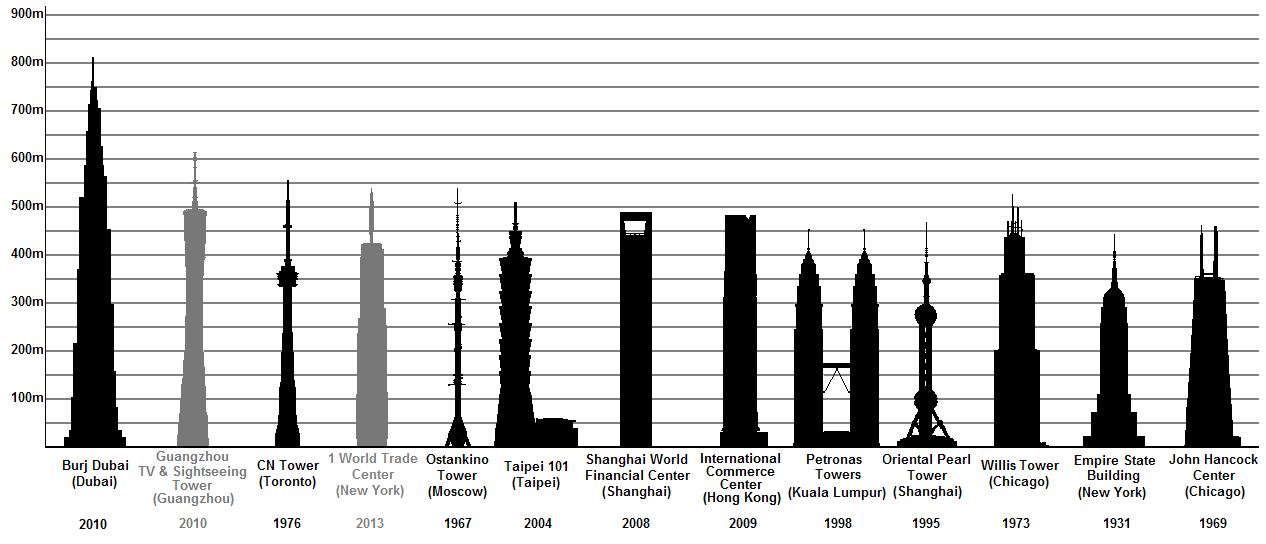 900m
800m
700m
600m
500m
400m
300m
200m
100m
Burj Dubai
(Dubai)
2010
Guangzhou
TV & Sightseeing
Tower
(Guangzhou)
2010
CN Tower
(Toronto)
1976
1 World Trade
Center
(New York)
2013
Ostankino
Tower
(Moscow)
1967
Taipei 101
(Taipei)
2004
Shanghai World
Financial Center
(Shanghai)
2008
International
Commerce
Center
(Hong Kong)
2009
Petronas
Towers
(Kuala Lumpur)
1998
Oriental Pearl
Tower
(Shanghai)
1995
Willis Tower
(Chicago)
1973
Empire State
Building
(New York)
1931
John Hancock
Center
(Chicago)
1969